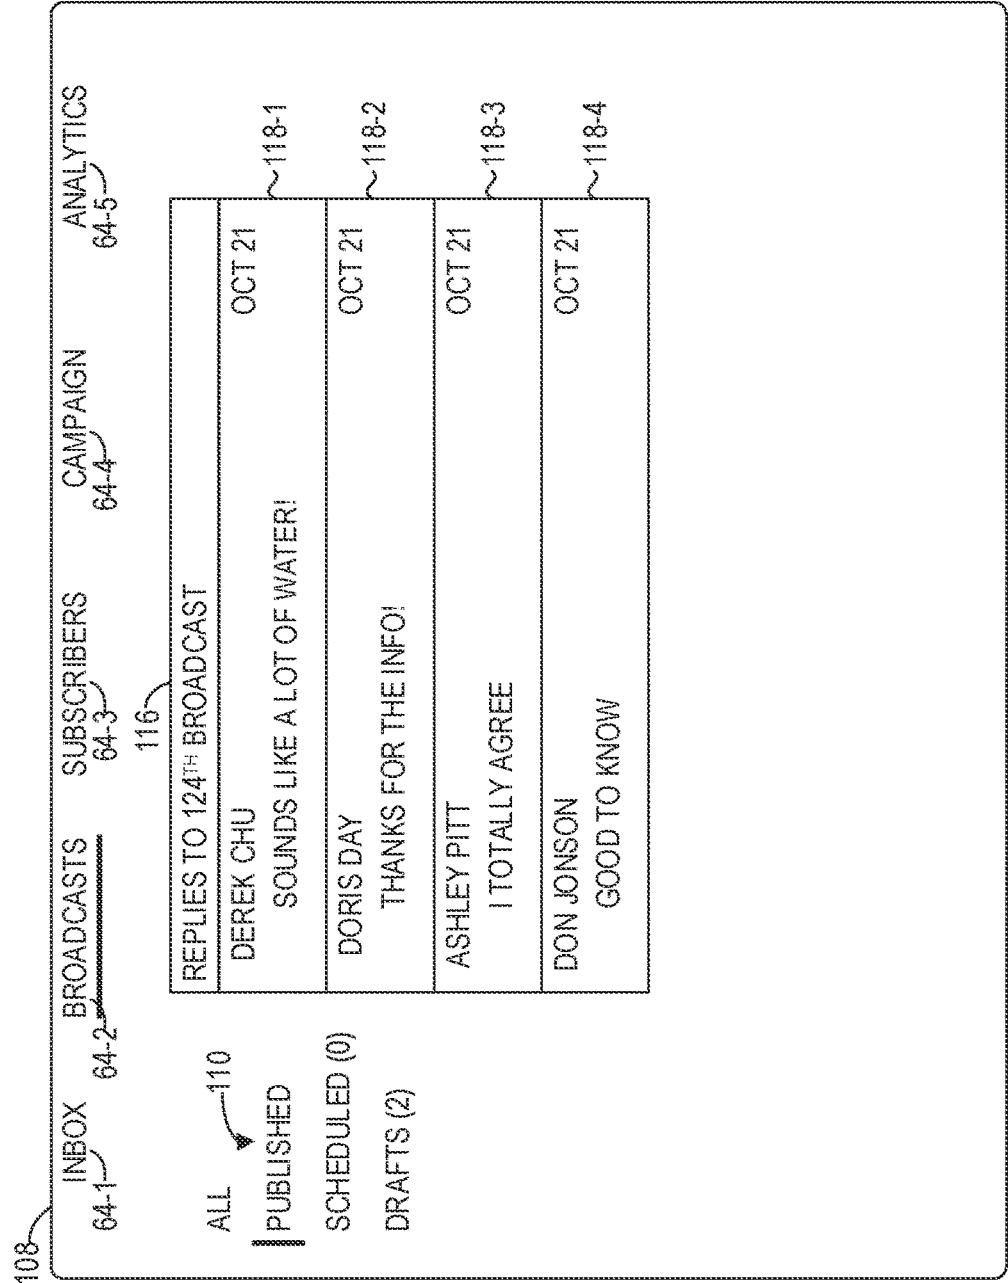 108
INBOX BROADCASTS SUBSCRIBERS CAMPAIGN ANALYTICS
64-1 64-2 64-3 64-4 64-5
116
ALL
110
PUBLISHED
SCHEDULED (0)
DRAFTS (2)
REPLIES TO 124TH BROADCAST
DEREK CHU OCT 21
SOUNDS LIKE A LOT OF WATER!
118-1
DORIS DAY OCT 21
THANKS FOR THE INFO!
118-2
ASHLEY PITT OCT 21
I TOTALLY AGREE
118-3
DON JONSON OCT 21
GOOD TO KNOW
118-4